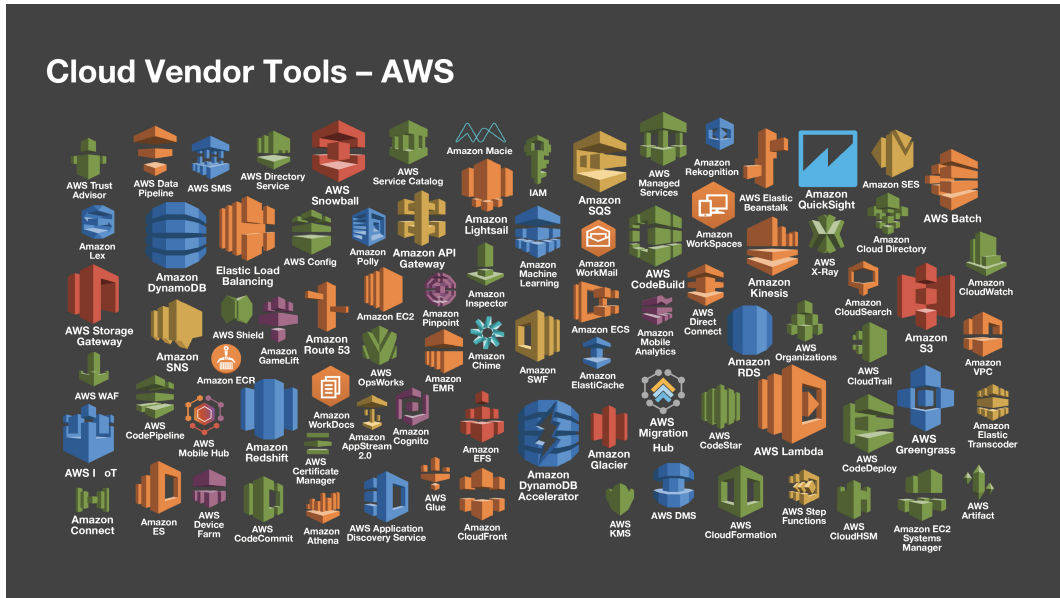 Cloud Vendor Tools – AWS
AWS Trust
Advisor
AWS Data
Pipeline
AWS SMS
AWS Directory
Service
AWS
Snowball
AWS
Service Catalog
Amazon Macie
Amazon
Lightsail
IAM
Amazon
SQS
AWS
Managed
Services
Amazon
Rekognition
AWS Elastic
Beanstalk
Amazon
QuickSight
Amazon SES
AWS Batch
Amazon
Lex
Amazon
DynamoDB
Elastic Load
Balancing
AWS Config
Amazon
Polly
Amazon API
Gateway
Amazon
Inspector
Amazon
Machine
Learning
Amazon
WorkMail
AWS
CodeBuild
Amazon
WorkSpaces
Amazon
Kinesis
AWS
X-Ray
Amazon
Cloud Directory
Amazon
CloudWatch
AWS Storage
Gateway
Amazon
SNS
AWS Shield
Amazon
GameLift
Amazon
Route 53
Amazon EC2
Amazon
Pinpoint
Amazon
Chime
Amazon
SWF
Amazon ECS
Amazon
Mobile
Analytics
AWS
Direct
Connect
Amazon
RDS
AWS
Organizations
Amazon
CloudSearch
Amazon
S3
Amazon
VPC
AWS WAF
AWS
CodePipeline
Amazon ECR
AWS
Mobile Hub
Amazon
Redshift
Amazon
WorkDocs
AWS
OpsWorks
Amazon
EMR
Amazon
ElastiCache
AWS
Migration
Hub
AWS
CodeStar
AWS Lambda
AWS
CloudTrail
AWS
CodeDeploy
AWS
Greengrass
Amazon
Elastic
Transcoder
AWS I oT
AWS
Certificate
Manager
Amazon
AppStream
2.0
Amazon
Cognito
Amazon
EFS
Amazon
DynamoDB
Accelerator
Amazon
Glacier
Amazon
Connect
Amazon
ES
AWS
Device
Farm
AWS
CodeCommit
Amazon
Athena
AWS Application
Discovery Service
AWS
Glue
Amazon
CloudFront
AWS
KMS
AWS DMS
AWS
CloudFormation
AWS Step
Functions
AWS
CloudHSM
Amazon EC2
Systems
Manager
AWS
Artifact